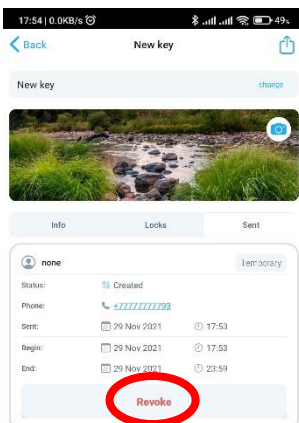 17:54 | 0.0KB/s 49%
Back New key
New key change
Info Locks Sent
none Temporary
Status: Created
Phone: +77777777793
Sent: 29 Nov 2021 17:53
Begin: 29 Nov 2021 17:53
End: 29 Nov 2021 23:59
Revoke